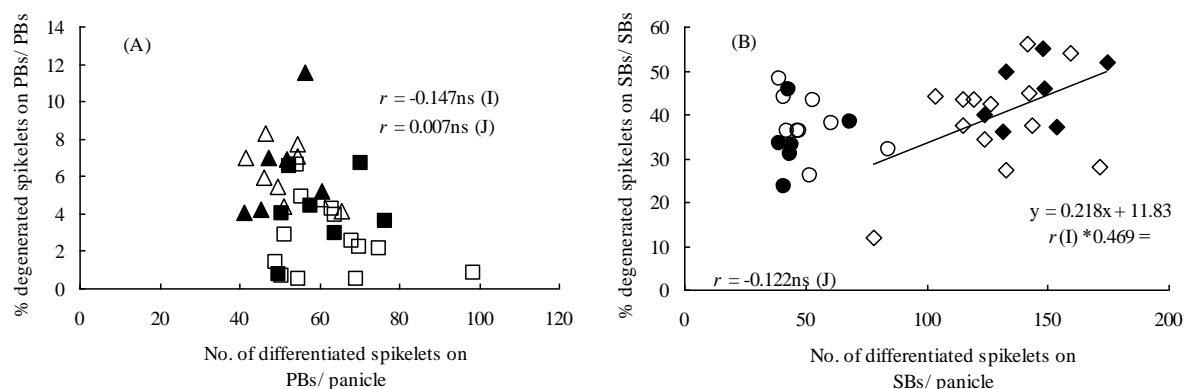 (A)
% degenerated spikelets on PBs/ PBs
14
12
10
8
6
4
2
0
r = -0.147ns (I)
r = 0.007ns (J)
0 20 40 60 80 100 120
No. of differentiated spikelets on
PBs/ panicle
(B)
% degenerated spikelets on SBs/ SBs
60
50
40
30
20
10
0
y = 0.218x + 11.83
r (I) *0.469 =
r = -0.122ns (J)
0 50 100 150 200
No. of differentiated spikelets on
SBs/ panicle